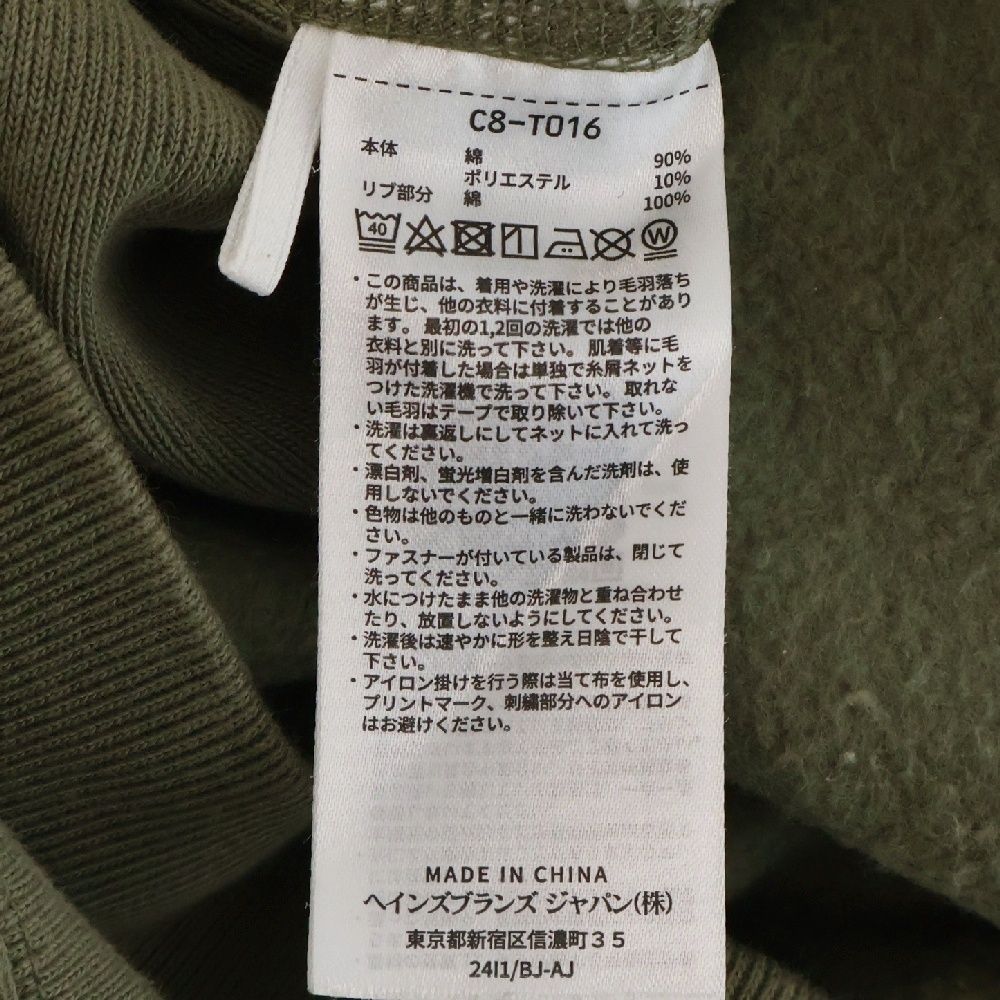 C8-T016
本体 綿 90%
ポリエステル 10%
リブ部分 綿 100%
40 W
・この商品は、着用や洗濯により毛羽落ち
が生じ、他の衣料に付着することがあり
ます。最初の1,2回の洗濯では他の
衣料と別に洗って下さい。肌着等に毛
羽が付着した場合は単独で糸屑ネットを
つけた洗濯機で洗って下さい。取れな
い毛羽はテープで取り除いて下さい。
・洗濯は裏返しにしてネットに入れて洗っ
てください。
・漂白剤、蛍光増白剤を含んだ洗剤は、使
用しないでください。
・色物は他のものと一緒に洗わないでくだ
さい。
・ファスナーが付いている製品は、閉じて
洗ってください。
・水につけたまま他の洗濯物と重ね合わせ
たり、放置しないようにしてください。
・洗濯後は速やかに形を整え日陰で干して
下さい。
・アイロン掛けを行う際は当て布を使用し、
プリントマーク、刺繍部分へのアイロン
はお避けください。
MADE IN CHINA
ヘインズブランズ ジャパン(株)
東京都新宿区信濃町35
24I1/BJ-AJ